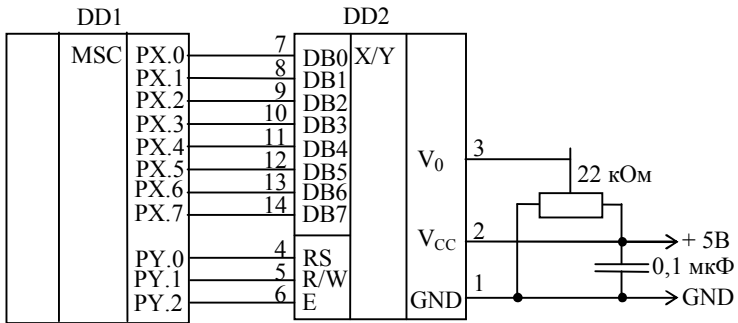 DD1 DD2
MSC PX.0 7 DB0 X/Y
PX.1 8 DB1
PX.2 9 DB2
PX.3 10 DB3
PX.4 11 DB4
PX.5 12 DB5
PX.6 13 DB6
PX.7 14 DB7
V0 3
22 кОм
VCC 2 + 5В
0,1 мкФ
PY.0 4 RS
PY.1 5 R/W
PY.2 6 E
GND 1 GND